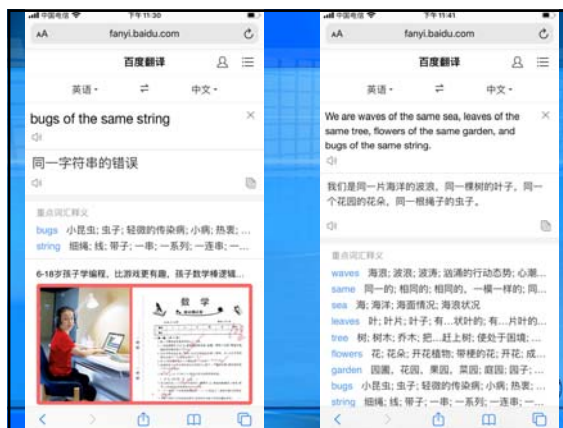 中国电信 下午11:30
AA fanyi.baidu.com
百度翻译
英语 中文
bugs of the same string
同一字符串的错误
重点词汇释义
bugs 小昆虫; 虫子; 轻微的传染病; 小病; 热衷; ...
string 细绳; 线; 带子; 一串; 一系列; 一连串; 一...
6-18岁孩子学编程，比游戏更有趣，孩子数学棒逻辑...
数 学
中国电信 下午11:41
AA fanyi.baidu.com
百度翻译
英语 中文
We are waves of the same sea, leaves of the
same tree, flowers of the same garden, and
bugs of the same string.
我们是同一片海洋的波浪，同一棵树的叶子，同一
个花园的花朵，同一根绳子的虫子。
重点词汇释义
waves 海浪; 波浪; 波涛; 汹涌的行动态势; 心潮...
same 同一的; 相同的; 相同的，一模一样的; 同...
sea 海; 海洋; 海面情况; 海浪状况
leaves 叶; 叶片; 叶子; 有...状叶的; 有...片叶的...
tree 树; 树木; 乔木; 把...赶上树; 使处于困境; ...
flowers 花; 花朵; 开花植物; 带梗的花; 开花; 成...
garden 园圃，花园，果园，菜园; 庭园; 园子; ...
bugs 小昆虫; 虫子; 轻微的传染病; 小病; 热衷; ...
string 细绳; 线; 带子; 一串; 一系列; 一连串; 一...